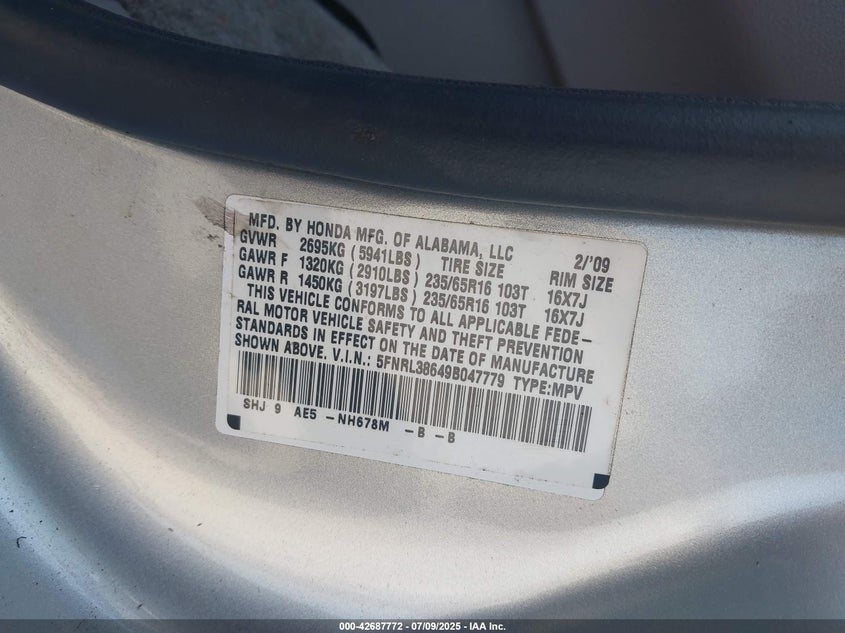 MFD. BY HONDA MFG. OF ALABAMA, LLC 2/'09
GVWR 2695KG (5941LBS) TIRE SIZE RIM SIZE
GAWR F 1320KG (2910LBS) 235/65R16 103T 16X7J
GAWR R 1450KG (3197LBS) 235/65R16 103T 16X7J
THIS VEHICLE CONFORMS TO ALL APPLICABLE FEDE-
RAL MOTOR VEHICLE SAFETY AND THEFT PREVENTION
STANDARDS IN EFFECT ON THE DATE OF MANUFACTURE
SHOWN ABOVE. V.I.N.: 5FNRL38649B047779 TYPE:MPV
SHJ 9 AE5 -NH678M -B -B
000-42687772 - 07/09/2025 - IAA Inc.